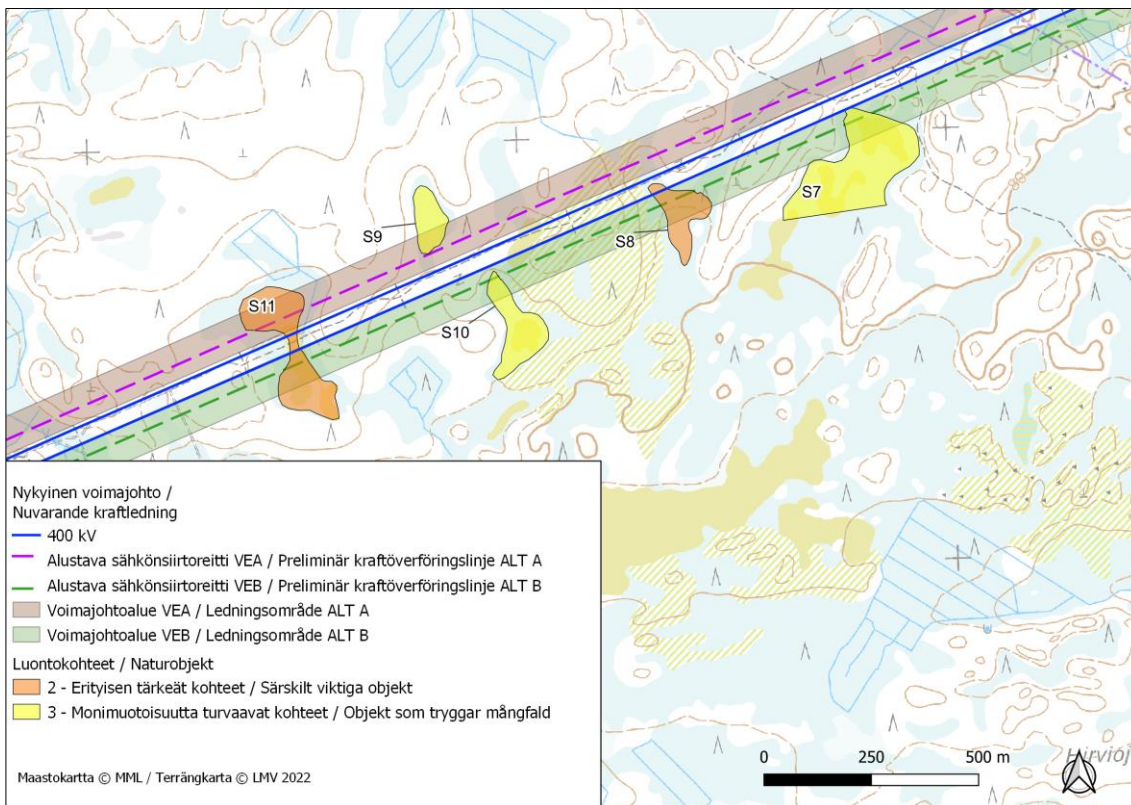 S7
S9
S8
S11
S10
Nykyinen voimajohto /
Nuvarande kraftledning
400 kV
Alustava sähkönsiirtoreitti VEA / Preliminär kraftöverföringslinje ALT A
Alustava sähkönsiirtoreitti VEB / Preliminär kraftöverföringslinje ALT B
Voimajohtoalue VEA / Ledningsområde ALT A
Voimajohtoalue VEB / Ledningsområde ALT B
Luontokohteet / Naturobjekt
2 - Erityisen tärkeät kohteet / Särskilt viktiga objekt
3 - Monimuotoisuutta turvaavat kohteet / Objekt som tryggar mångfald
Maastokartta © MML / Terrängkarta © LMV 2022
0 250 500 m